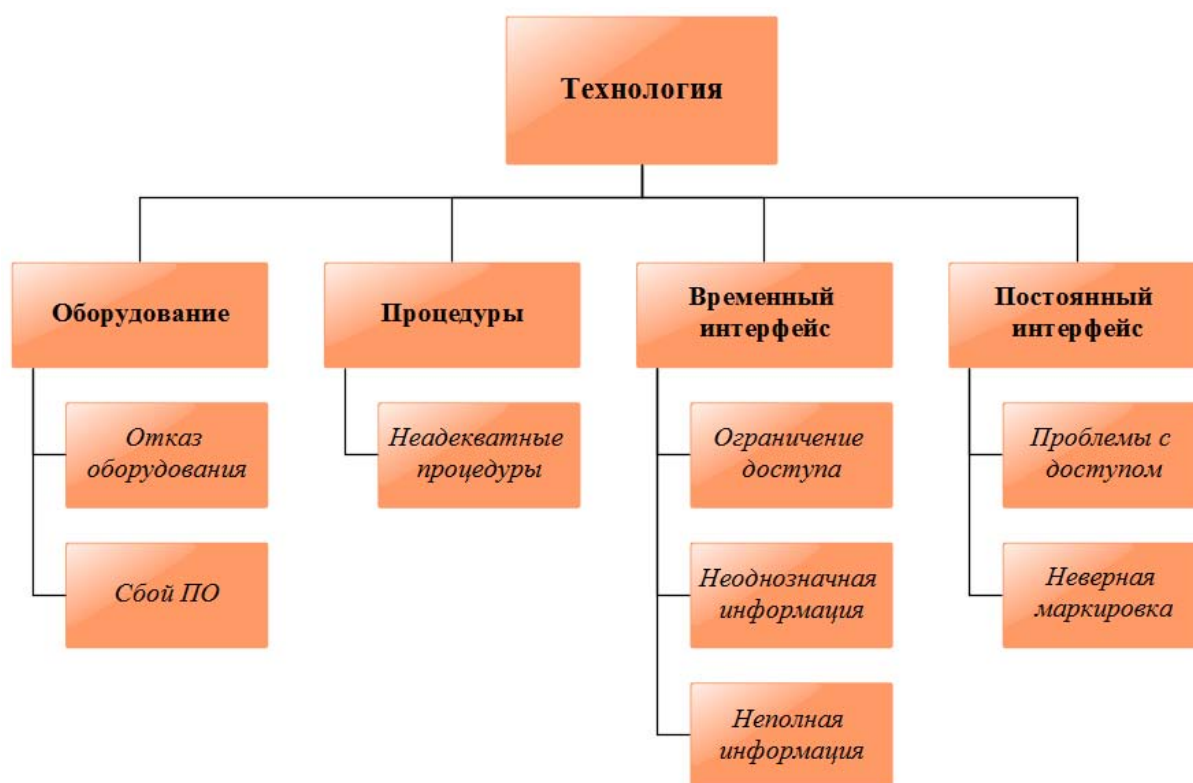 Технология
Оборудование
Отказ
оборудования
Сбой ПО
Процедуры
Неадекватные
процедуры
Временный
интерфейс
Ограничение
доступа
Неоднозначная
информация
Неполная
информация
Постоянный
интерфейс
Проблемы с
доступом
Неверная
маркировка